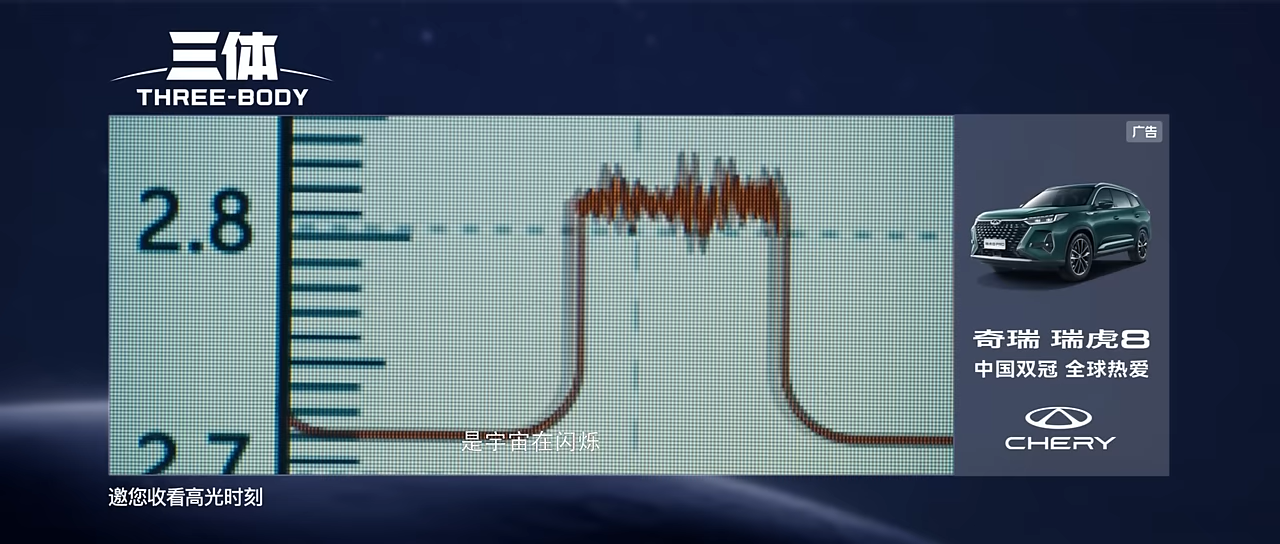 三体
THREE-BODY
广告
2.8
2.7
是宇宙在闪烁
奇瑞 瑞虎8
中国双冠 全球热爱
CHERY
邀您收看高光时刻